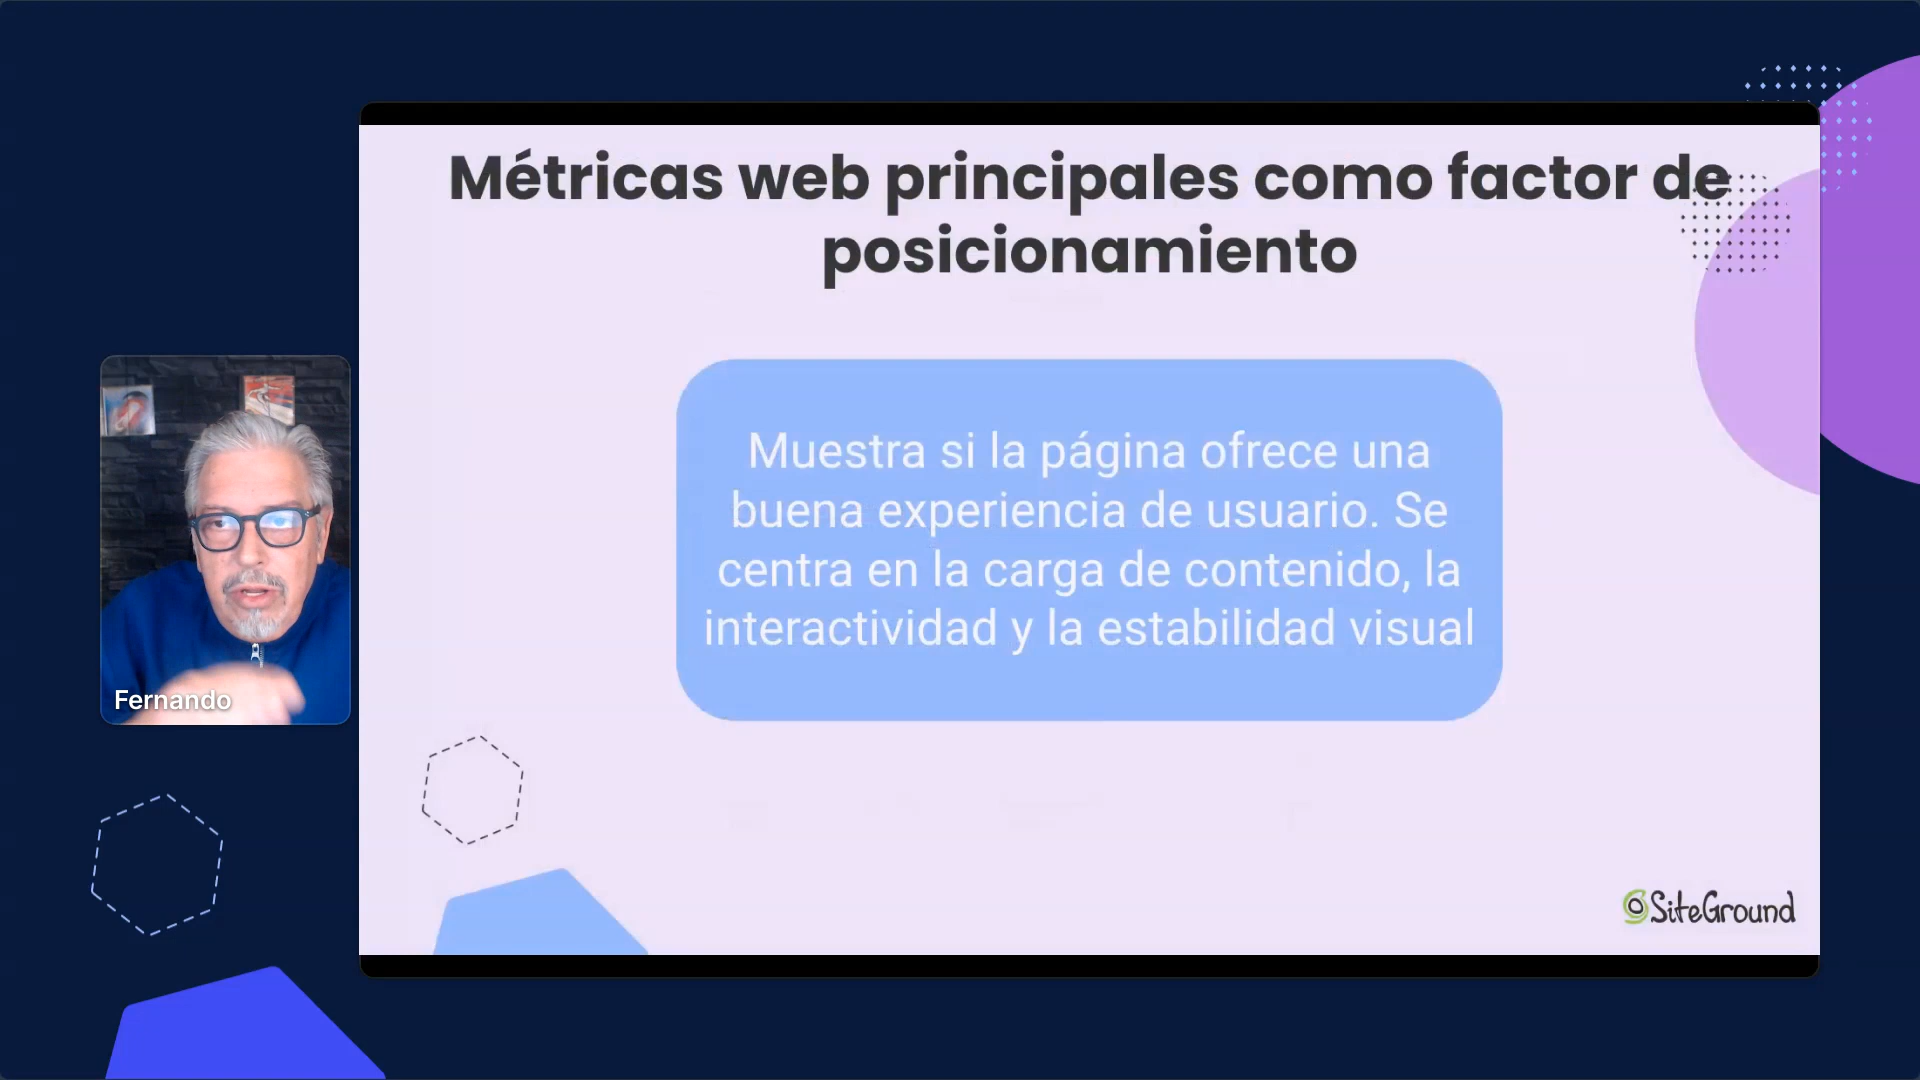 Métricas web principales como factor de
posicionamiento
Muestra si la página ofrece una
buena experiencia de usuario. Se
centra en la carga de contenido, la
interactividad y la estabilidad visual
Fernando
SiteGround